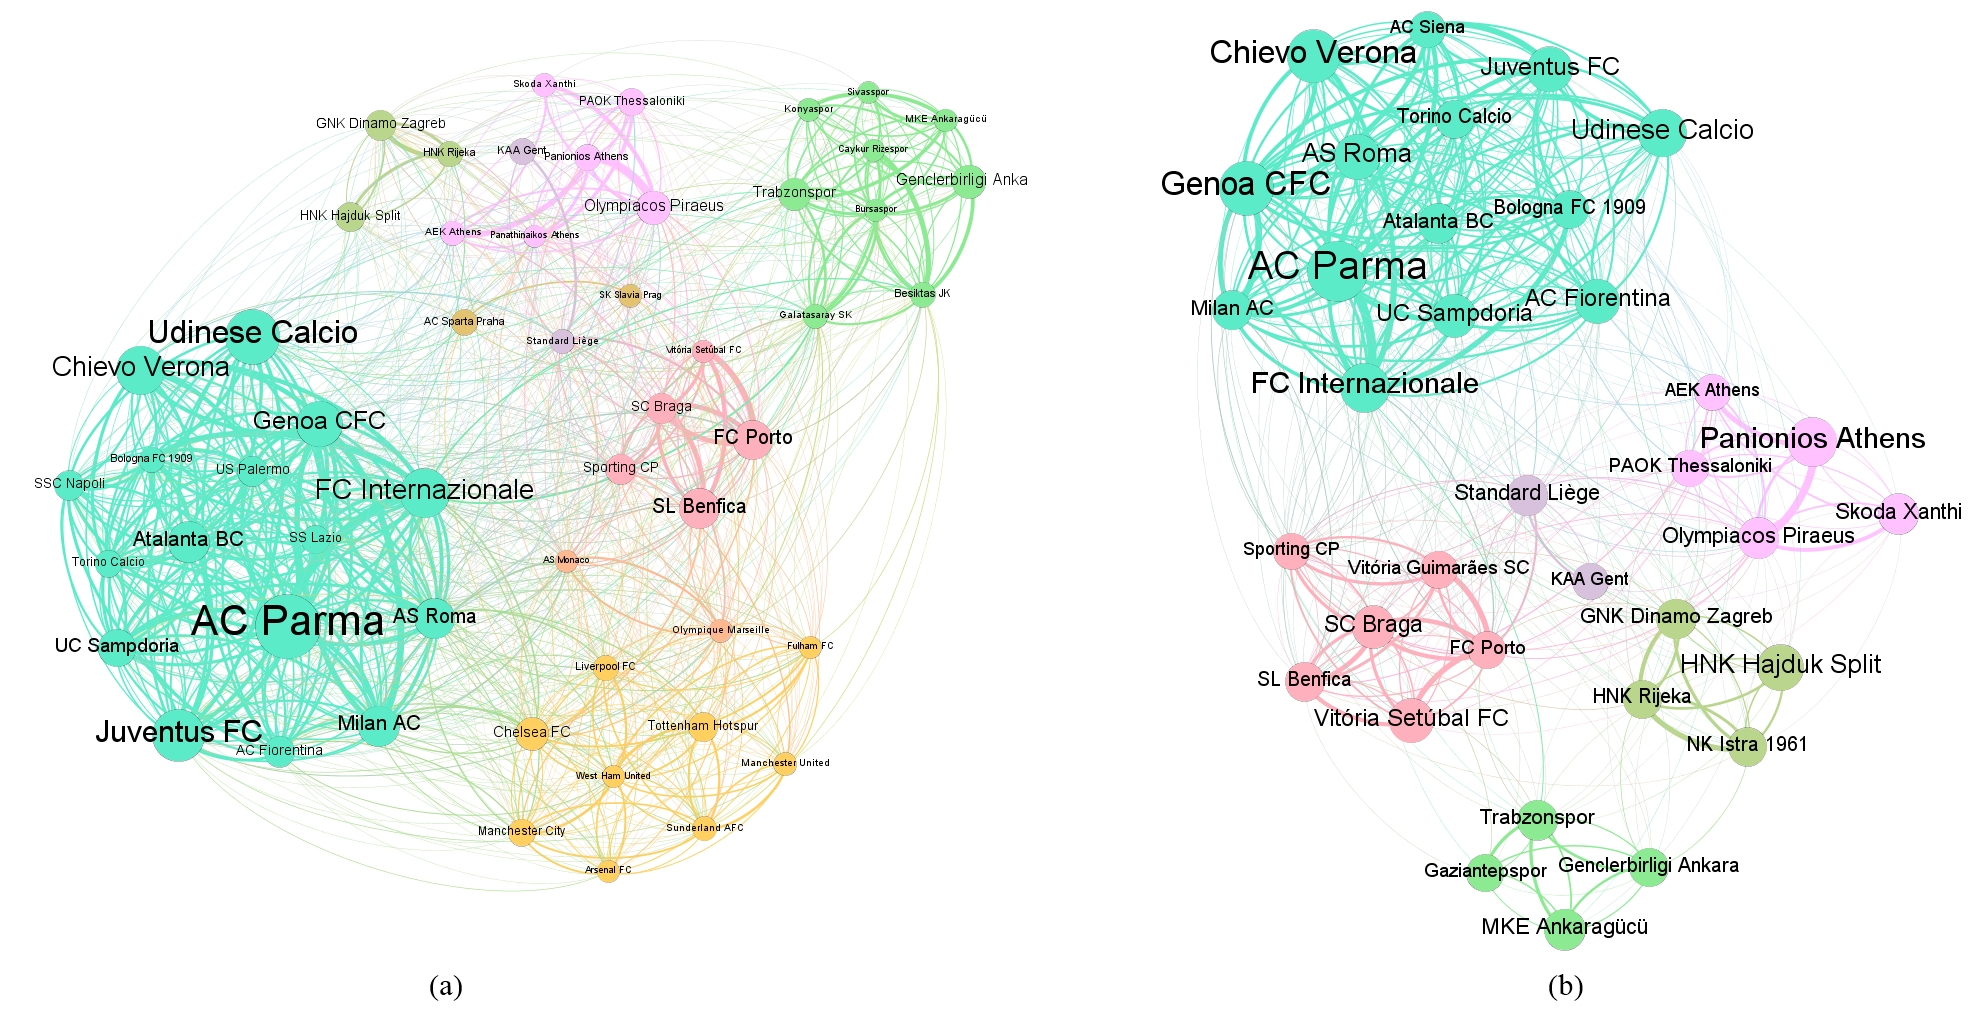 Skoda Xanthi
PAOK Thessaloniki
GNK Dinamo Zagreb
HNK Rijeka
KAA Gent
Panionios Athens
HNK Hajduk Split
Olympiacos Piraeus
AEK Athens
Panathinaikos Athens
Sivasspor
Konyaspor
MKE Ankaragücü
Caykur Rizespor
Genclerbirligi Anka
Trabzonspor
Bursaspor
Besiktas JK
Galatasaray SK
SK Slavia Prag
AC Sparta Praha
Standard Liège
Udinese Calcio
Chievo Verona
Genoa CFC
Bologna FC 1909
US Palermo
SSC Napoli
FC Internazionale
Atalanta BC
SS Lazio
Torino Calcio
AC Parma
AS Roma
UC Sampdoria
Juventus FC
Milan AC
AC Fiorentina
Vitória Setúbal FC
SC Braga
FC Porto
Sporting CP
SL Benfica
AS Monaco
Olympique Marseille
Fulham FC
Liverpool FC
Chelsea FC
Tottenham Hotspur
West Ham United
Manchester United
Manchester City
Sunderland AFC
Arsenal FC
(a)
AC Siena
Chievo Verona
Juventus FC
Torino Calcio
Udinese Calcio
AS Roma
Genoa CFC
Bologna FC 1909
Atalanta BC
AC Parma
Milan AC
UC Sampdoria
AC Fiorentina
FC Internazionale
AEK Athens
Panionios Athens
PAOK Thessaloniki
Standard Liège
Skoda Xanthi
Olympiacos Piraeus
Sporting CP
Vitória Guimarães SC
KAA Gent
SC Braga
FC Porto
SL Benfica
Vitória Setúbal FC
GNK Dinamo Zagreb
HNK Hajduk Split
HNK Rijeka
NK Istra 1961
Trabzonspor
Gaziantepspor
Genclerbirligi Ankara
MKE Ankaragücü
(b)